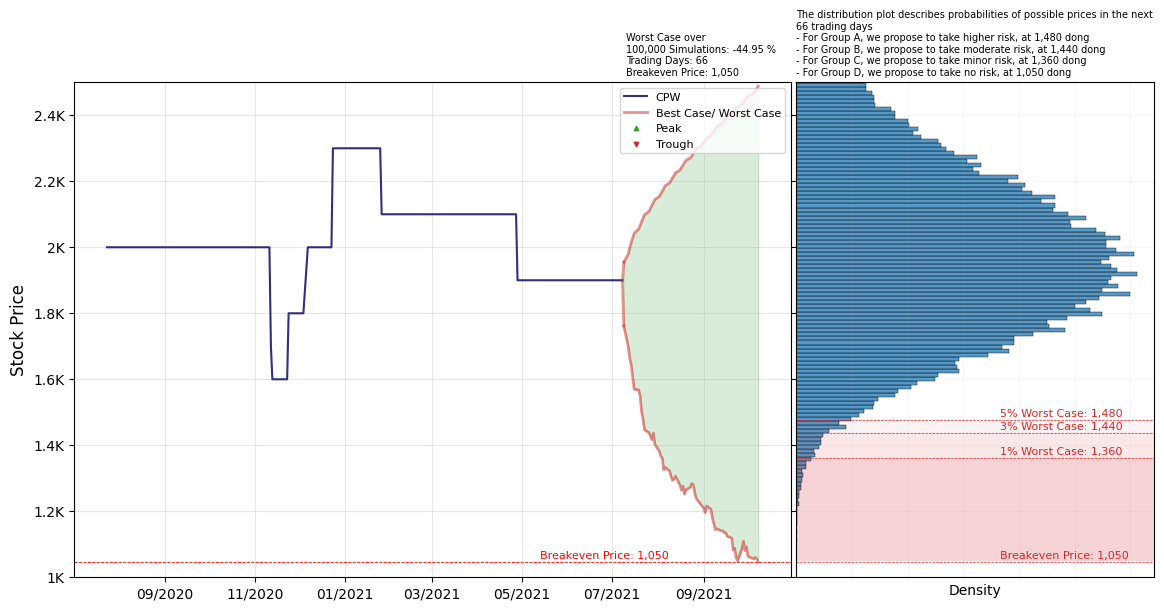 The distribution plot describes probabilities of possible prices in the next
66 trading days
- For Group A, we propose to take higher risk, at 1,480 dong
- For Group B, we propose to take moderate risk, at 1,440 dong
- For Group C, we propose to take minor risk, at 1,360 dong
- For Group D, we propose to take no risk, at 1,050 dong
Worst Case over
100,000 Simulations: -44.95 %
Trading Days: 66
Breakeven Price: 1,050
CPW
Best Case/ Worst Case
Peak
Trough
Stock Price
2.4K
2.2K
2K
1.8K
1.6K
1.4K
1.2K
1K
Breakeven Price: 1,050
09/2020
11/2020
01/2021
03/2021
05/2021
07/2021
09/2021
5% Worst Case: 1,480
3% Worst Case: 1,440
1% Worst Case: 1,360
Breakeven Price: 1,050
Density